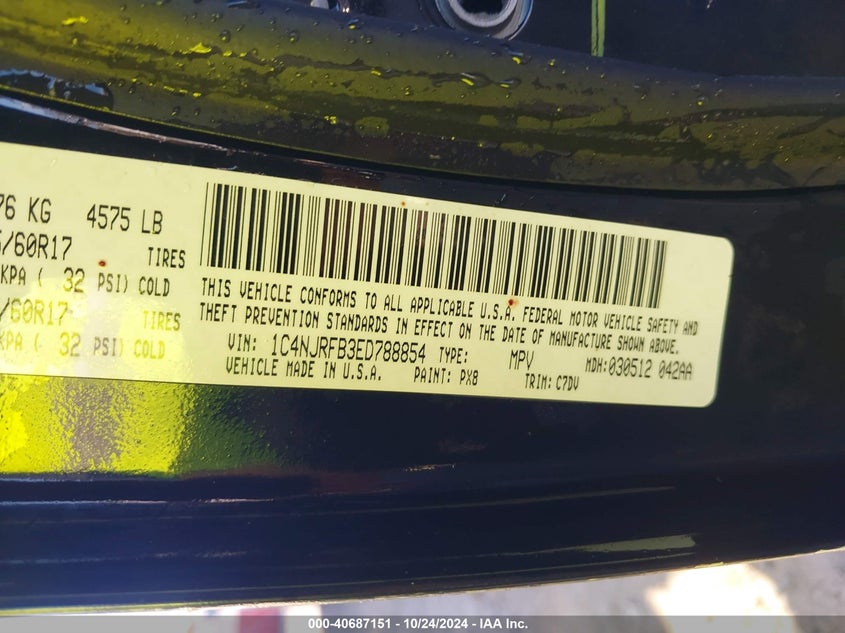 76 KG 4575 LB
/60R17 TIRES
KPA ( 32 PSI) COLD
/60R17 TIRES
KPA ( 32 PSI) COLD
THIS VEHICLE CONFORMS TO ALL APPLICABLE U.S.A. FEDERAL MOTOR VEHICLE SAFETY AND
THEFT PREVENTION STANDARDS IN EFFECT ON THE DATE OF MANUFACTURE SHOWN ABOVE.
VIN: 1C4NJRFB3ED788854 TYPE: MPV MDH:030512 042AA
VEHICLE MADE IN U.S.A. PAINT: PX8 TRIM: C7DV
000-40687151 - 10/24/2024 - IAA Inc.